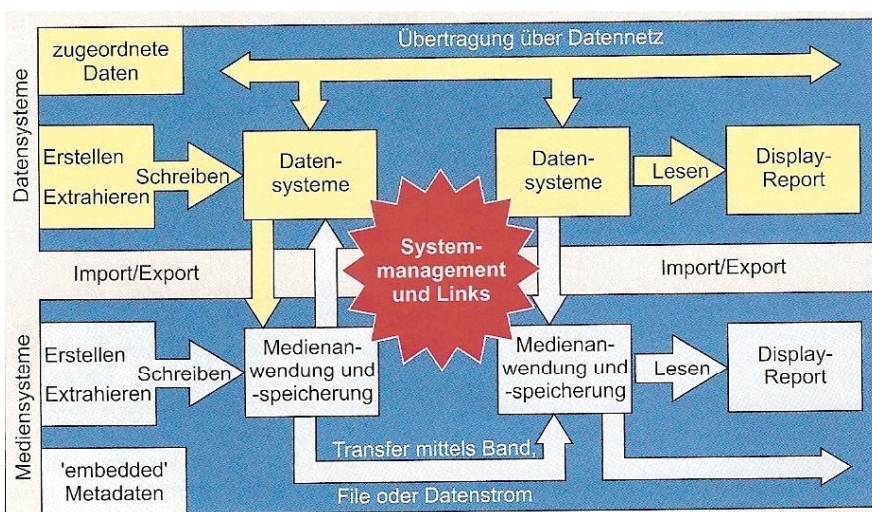 Datensysteme
zugeordnete
Daten
Übertragung über Datennetz
Erstellen
Extrahieren
Schreiben
Daten-
systeme
Daten-
systeme
Lesen
Display-
Report
System-
management
und Links
Import/Export
Import/Export
Mediensysteme
Erstellen
Extrahieren
Schreiben
Medienan-
wendung und
-speicherung
Medienan-
wendung und
-speicherung
Lesen
Display-
Report
'embedded'
Metadaten
Transfer mittels Band,
File oder Datenstrom